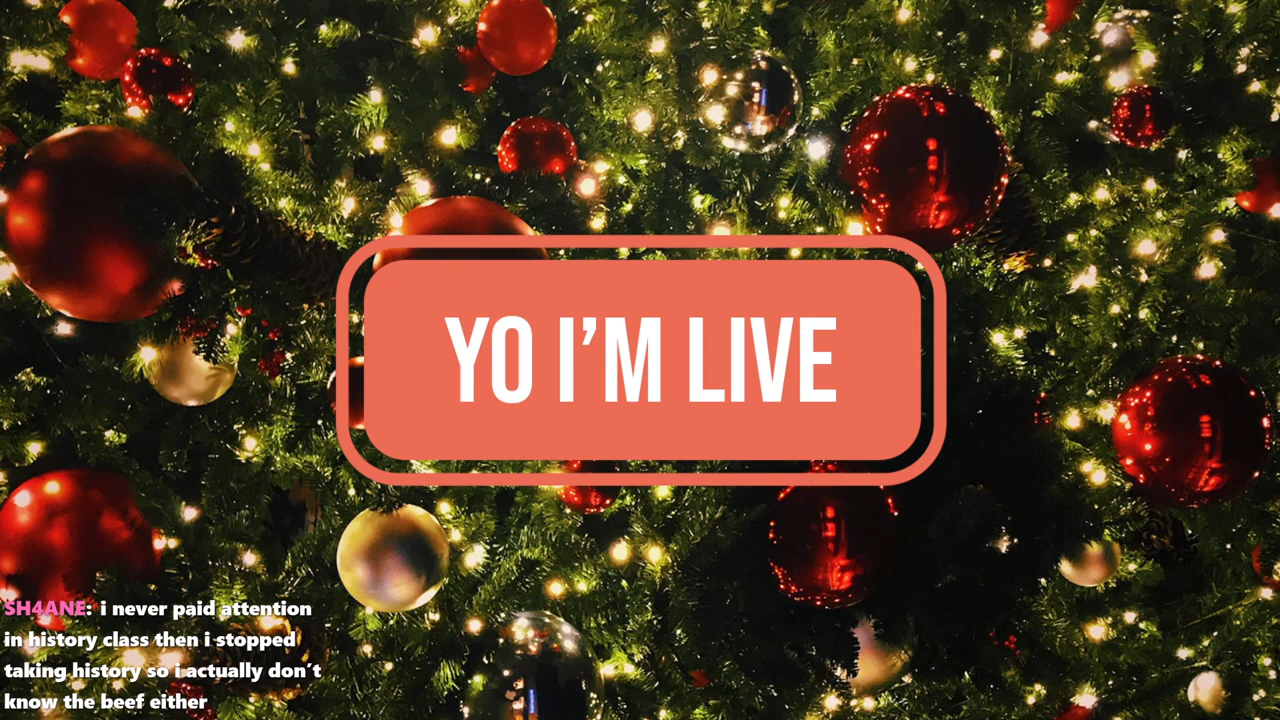 YO I’M LIVE
SH4ANE: i never paid attention
in history class then i stopped
taking history so i actually don’t
know the beef either